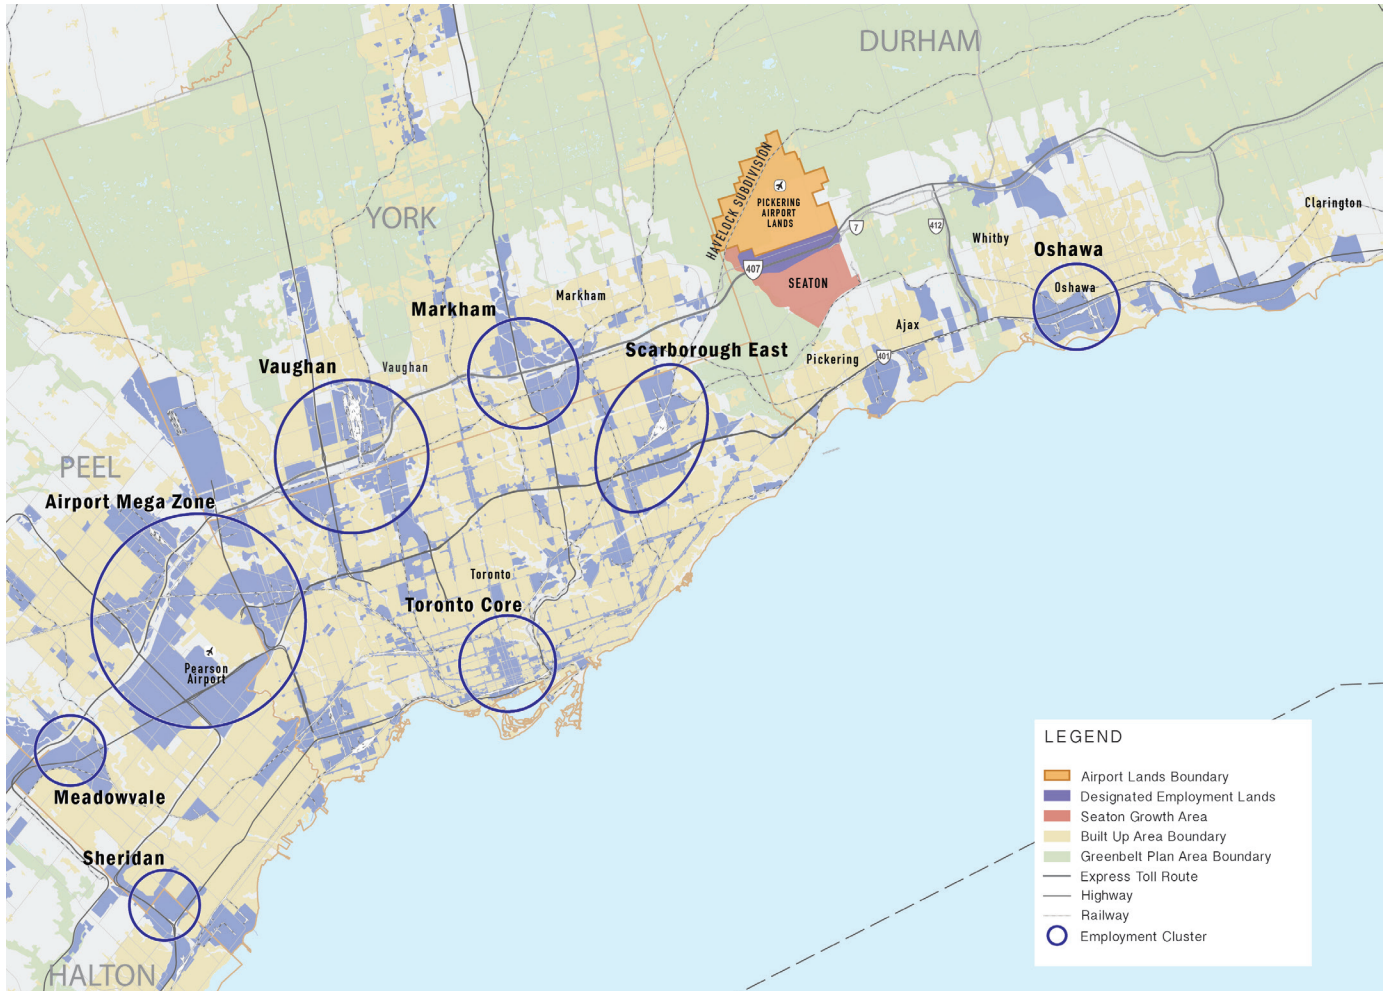 DURHAM
HAVELOCK SUBDIVISION
PICKERING
AIRPORT
LANDS
Clarington
YORK
7
412
Whitby
Oshawa
407
SEATON
Oshawa
Markham
Markham
Ajax
Scarborough East
Pickering
401
Vaughan
Vaughan
PEEL
Airport Mega Zone
Toronto
Toronto Core
Pearson
Airport
Meadowvale
Sheridan
HALTON
LEGEND
Airport Lands Boundary
Designated Employment Lands
Seaton Growth Area
Built Up Area Boundary
Greenbelt Plan Area Boundary
Express Toll Route
Highway
Railway
Employment Cluster